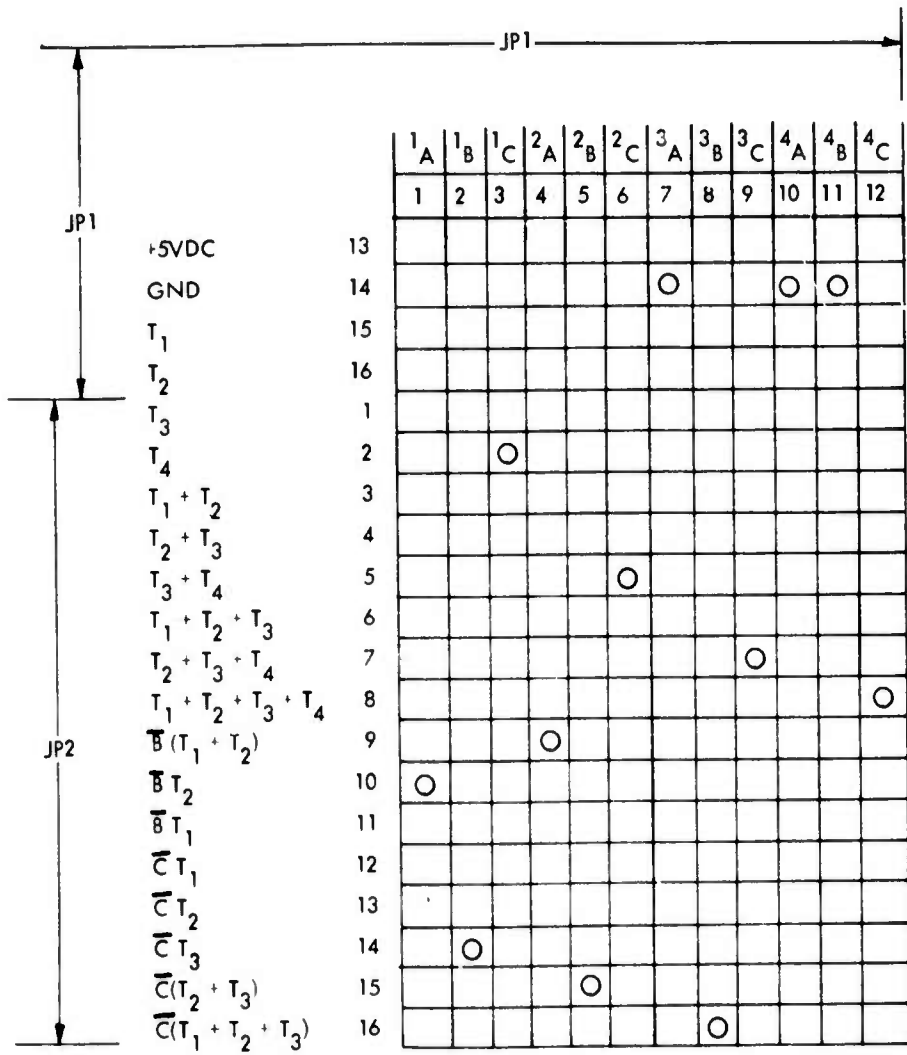 JP1
1A 1B 1C 2A 2B 2C 3A 3B 3C 4A 4B 4C
1 2 3 4 5 6 7 8 9 10 11 12
JP1
+5VDC 13
GND 14
T1 15
T2 16
T3 1
T4 2
T1 + T2 3
T2 + T3 4
T3 + T4 5
T1 + T2 + T3 6
T2 + T3 + T4 7
T1 + T2 + T3 + T4 8
JP2
B̅(T1 + T2) 9
B̅T2 10
B̅T1 11
C̅T1 12
C̅T2 13
C̅T3 14
C̅(T2 + T3) 15
C̅(T1 + T2 + T3) 16